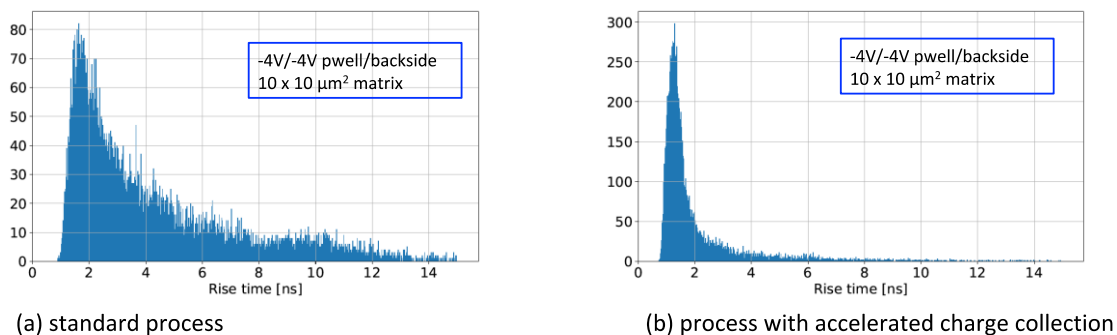 80
70
60
50
40
30
20
10
0
0 2 4 6 8 10 12 14
Rise time [ns]
-4V/-4V pwell/backside
10 x 10 µm² matrix
(a) standard process
300
250
200
150
100
50
0
0 2 4 6 8 10 12 14
Rise time [ns]
-4V/-4V pwell/backside
10 x 10 µm² matrix
(b) process with accelerated charge collection